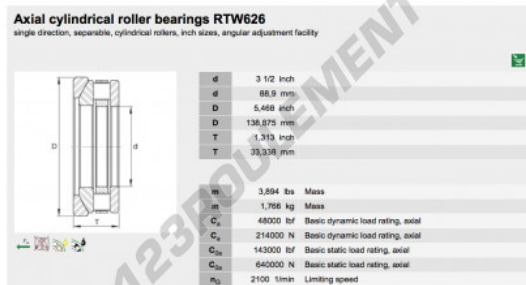 Axial cylindrical roller bearings RTW626
single direction, separable, cylindrical rollers, inch sizes, angular adjustment facility
D
d
T
d 3 1/2 inch
d 88,9 mm
D 5,468 inch
D 138,875 mm
T 1,313 inch
T 33,338 mm
m 3,894 lbs Mass
m 1,766 kg Mass
Ca 48000 lbf Basic dynamic load rating, axial
Ca 214000 N Basic dynamic load rating, axial
C0a 143000 lbf Basic static load rating, axial
C0a 640000 N Basic static load rating, axial
nG 2100 1/min Limiting speed
123ROULEMENT